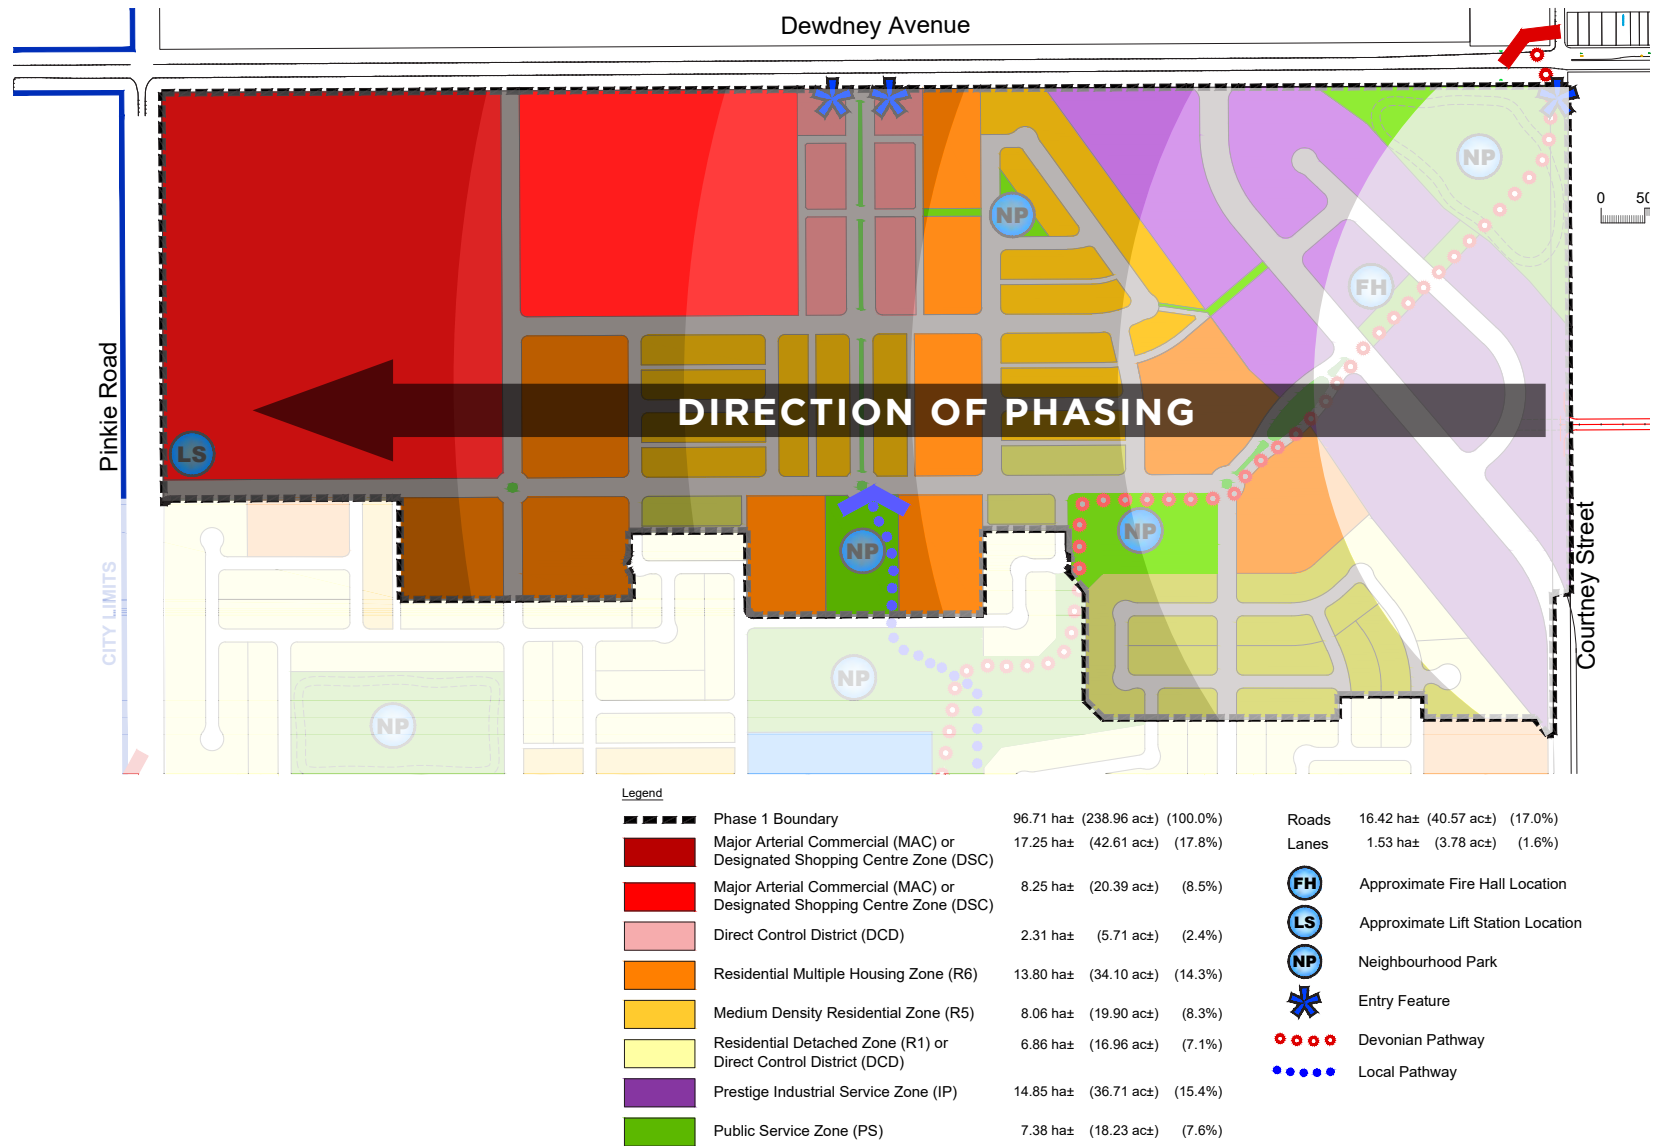 Dewdney Avenue
NP
0 50
NP
FH
Pinkie Road
DIRECTION OF PHASING
LS
NP
NP
CITY LIMITS
Courtney Street
NP
NP
Legend
Phase 1 Boundary 96.71 ha± (238.96 ac±) (100.0%)
Major Arterial Commercial (MAC) or
Designated Shopping Centre Zone (DSC) 17.25 ha± (42.61 ac±) (17.8%)
Major Arterial Commercial (MAC) or
Designated Shopping Centre Zone (DSC) 8.25 ha± (20.39 ac±) (8.5%)
Direct Control District (DCD) 2.31 ha± (5.71 ac±) (2.4%)
Residential Multiple Housing Zone (R6) 13.80 ha± (34.10 ac±) (14.3%)
Medium Density Residential Zone (R5) 8.06 ha± (19.90 ac±) (8.3%)
Residential Detached Zone (R1) or
Direct Control District (DCD) 6.86 ha± (16.96 ac±) (7.1%)
Prestige Industrial Service Zone (IP) 14.85 ha± (36.71 ac±) (15.4%)
Public Service Zone (PS) 7.38 ha± (18.23 ac±) (7.6%)
Roads 16.42 ha± (40.57 ac±) (17.0%)
Lanes 1.53 ha± (3.78 ac±) (1.6%)
FH Approximate Fire Hall Location
LS Approximate Lift Station Location
NP Neighbourhood Park
Entry Feature
Devonian Pathway
Local Pathway